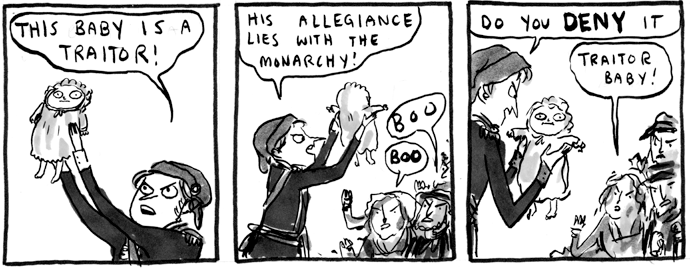 THIS BABY IS A
TRAITOR!
HIS ALLEGIANCE
LIES WITH THE
MONARCHY!
BOO
BOO
DO YOU DENY IT
TRAITOR
BABY!